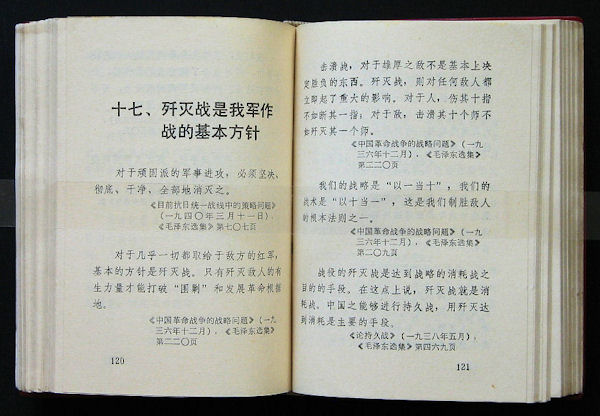 十七、歼灭战是我军作
战的基本方针
对于顽固派的军事进攻，必须坚决、
彻底、干净、全部地消灭之。
《目前抗日统一战线中的策略问题》
（一九四〇年三月十一日），
《毛泽东选集》第七〇七页
对于几乎一切都取给于敌方的红军，
基本的方针是歼灭战。只有歼灭敌人的有
生力量才能打破“围剿”和发展革命根据
地。
《中国革命战争的战略问题》（一九
三六年十二月），《毛泽东选集》
第二二〇页
120
击溃战，对于雄厚之敌不是基本上决
定胜负的东西。歼灭战，则对任何敌人都
立即起了重大的影响。对于人，伤其十指
不如断其一指；对于敌，击溃其十个师不
如歼灭其一个师。
《中国革命战争的战略问题》（一九
三六年十二月），《毛泽东选集》
第二二〇页
我们的战略是“以一当十”，我们的
战术是“以十当一”，这是我们制胜敌人
的根本法则之一。
《中国革命战争的战略问题》（一九
三六年十二月），《毛泽东选集》
第二〇九页
战役的歼灭战是达到战略的消耗战之
目的的手段。在这点上说，歼灭战就是消
耗战。中国之能够进行持久战，用歼灭达
到消耗是主要的手段。
《论持久战》（一九三八年五月），
《毛泽东选集》第四六九页
121